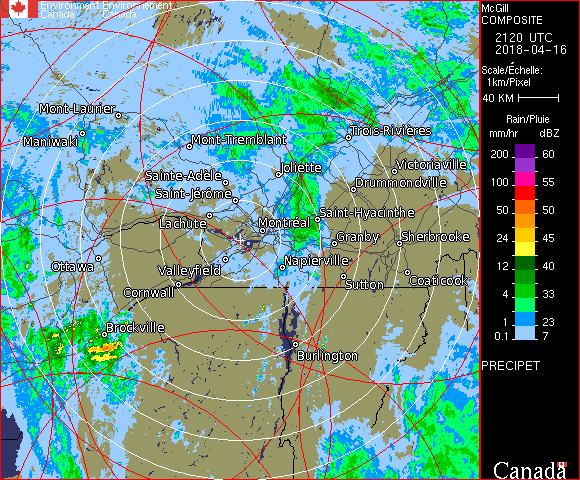 Environment Environnement
Canada Canada
McGill
COMPOSITE
2120 UTC
2018-04-16
Scale/Échelle:
1km/Pixel
40 KM
Rain/Pluie
mm/hr dBZ
200 60
100 55
50 50
24 45
12 40
4 33
1 23
0.1 7
PRECIPET
Canada
Mont-Laurier
Maniwaki
Mont-Tremblant
Trois-Rivières
Joliette
Victoriaville
Sainte-Adèle
Drummondville
Saint-Jérôme
Lachute
Saint-Hyacinthe
Montréal
Granby
Sherbrooke
Ottawa
Valleyfield
Napierville
Cornwall
Sutton
Coaticook
Brockville
Burlington